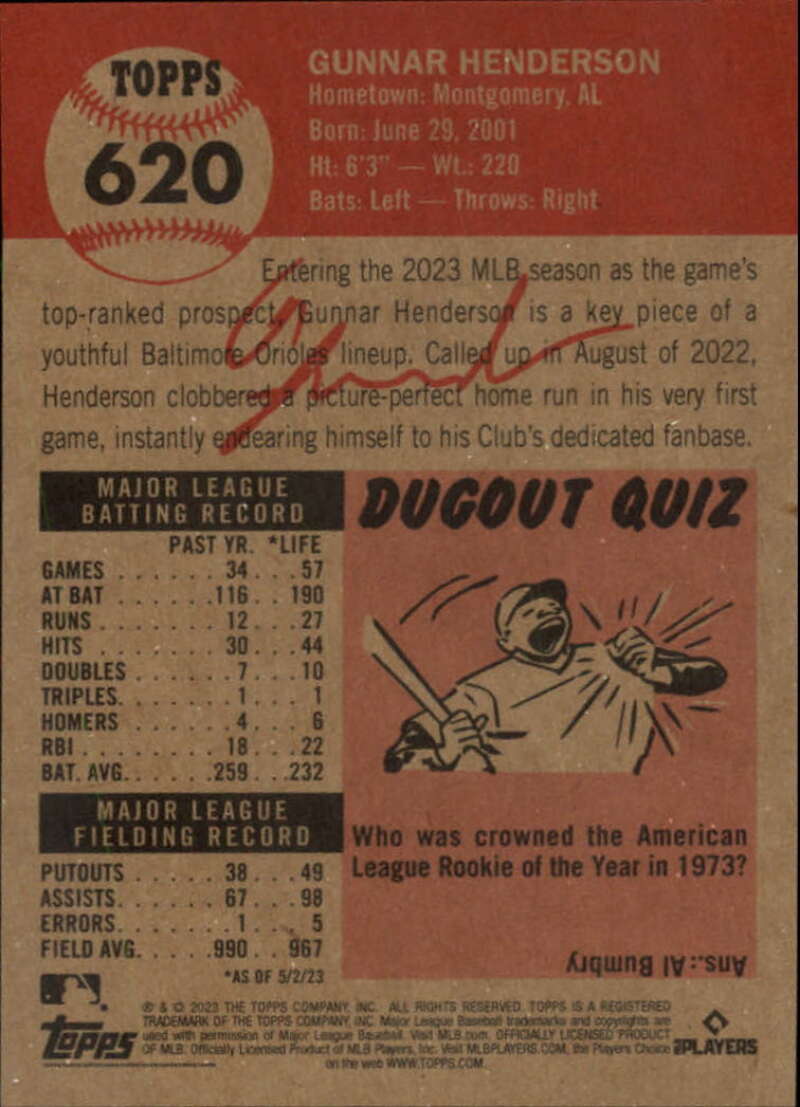 TOPPS
620
GUNNAR HENDERSON
Hometown: Montgomery, AL
Born: June 29, 2001
Ht: 6'3" — Wt.: 220
Bats: Left — Throws: Right
Entering the 2023 MLB season as the game's
top-ranked prospect, Gunnar Henderson is a key piece of a
youthful Baltimore Orioles lineup. Called up in August of 2022,
Henderson clobbered a picture-perfect home run in his very first
game, instantly endearing himself to his Club's dedicated fanbase.
MAJOR LEAGUE
BATTING RECORD
PAST YR. *LIFE
GAMES . . . . . . 34. . . 57
AT BAT . . . . . .116. . 190
RUNS . . . . . . . 12. . . 27
HITS . . . . . . . 30. . . 44
DOUBLES . . . . . .7. . . 10
TRIPLES. . . . . . .1. . . 1
HOMERS . . . . . .4. . . 6
RBI . . . . . . . . 18. . . 22
BAT. AVG. . . . . .259. . .232
MAJOR LEAGUE
FIELDING RECORD
PUTOUTS . . . . . 38. . . 49
ASSISTS. . . . . . 67. . . 98
ERRORS. . . . . . .1. . . 5
FIELD AVG. . . . .990. . 967
*AS OF 5/2/23
DUGOUT QUIZ
Who was crowned the American
League Rookie of the Year in 1973?
Ans.: Al Bumbry
® & © 2023 THE TOPPS COMPANY, INC. ALL RIGHTS RESERVED. TOPPS IS A REGISTERED
TRADEMARK OF THE TOPPS COMPANY, INC. Major League Baseball trademarks and copyrights are
used with permission of Major League Baseball. Visit MLB.com. OFFICIALLY LICENSED PRODUCT
OF MLB. Officially Licensed Product of MLB Players, Inc. Visit MLBPLAYERS.COM, the Players Choice
on the web WWW.TOPPS.COM.
topps
PLAYERS